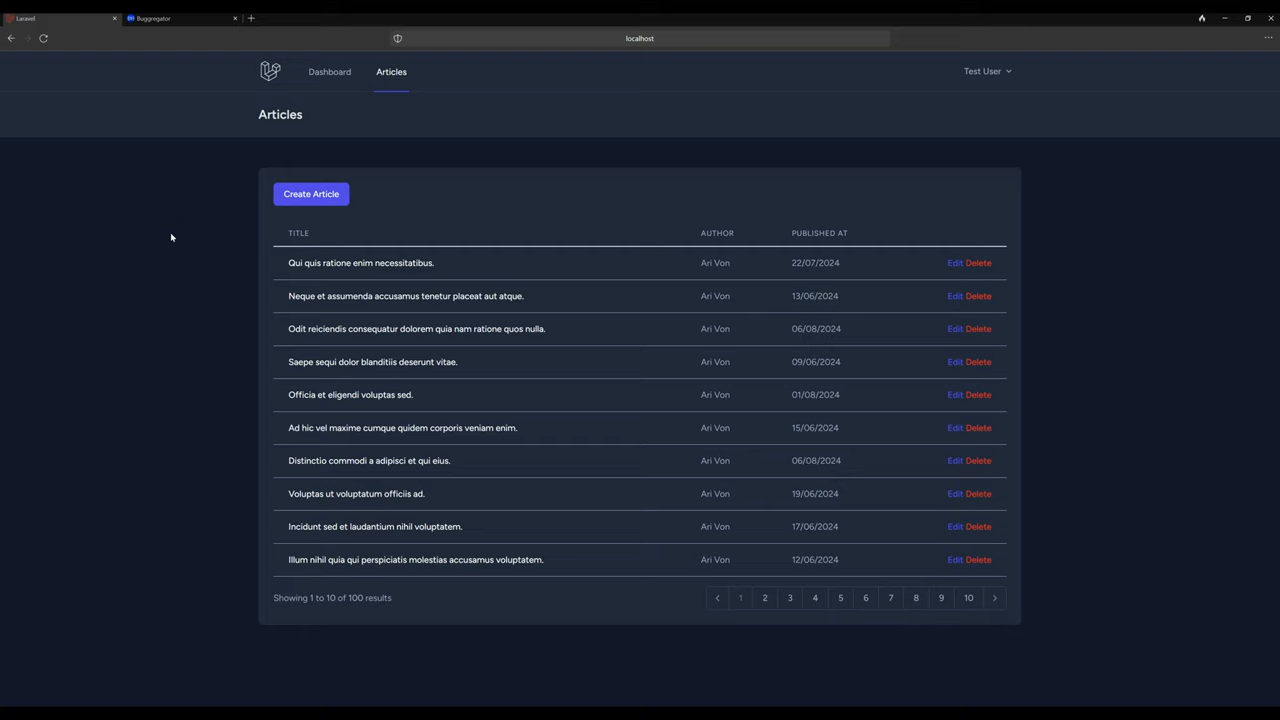 Laravel
Buggregator
localhost
Dashboard Articles Test User
Articles
Create Article
TITLE AUTHOR PUBLISHED AT
Qui quis ratione enim necessitatibus. Ari Von 22/07/2024 Edit Delete
Neque et assumenda accusamus tenetur placeat aut atque. Ari Von 13/06/2024 Edit Delete
Odit reiciendis consequatur dolorem quia nam ratione quos nulla. Ari Von 06/08/2024 Edit Delete
Saepe sequi dolor blanditiis deserunt vitae. Ari Von 09/06/2024 Edit Delete
Officia et eligendi voluptas sed. Ari Von 01/08/2024 Edit Delete
Ad hic vel maxime cumque quidem corporis veniam enim. Ari Von 15/06/2024 Edit Delete
Distinctio commodi a adipisci et qui eius. Ari Von 06/08/2024 Edit Delete
Voluptas ut voluptatum officiis ad. Ari Von 19/06/2024 Edit Delete
Incidunt sed et laudantium nihil voluptatem. Ari Von 17/06/2024 Edit Delete
Illum nihil quia qui perspiciatis molestias accusamus voluptatem. Ari Von 12/06/2024 Edit Delete
Showing 1 to 10 of 100 results 1 2 3 4 5 6 7 8 9 10